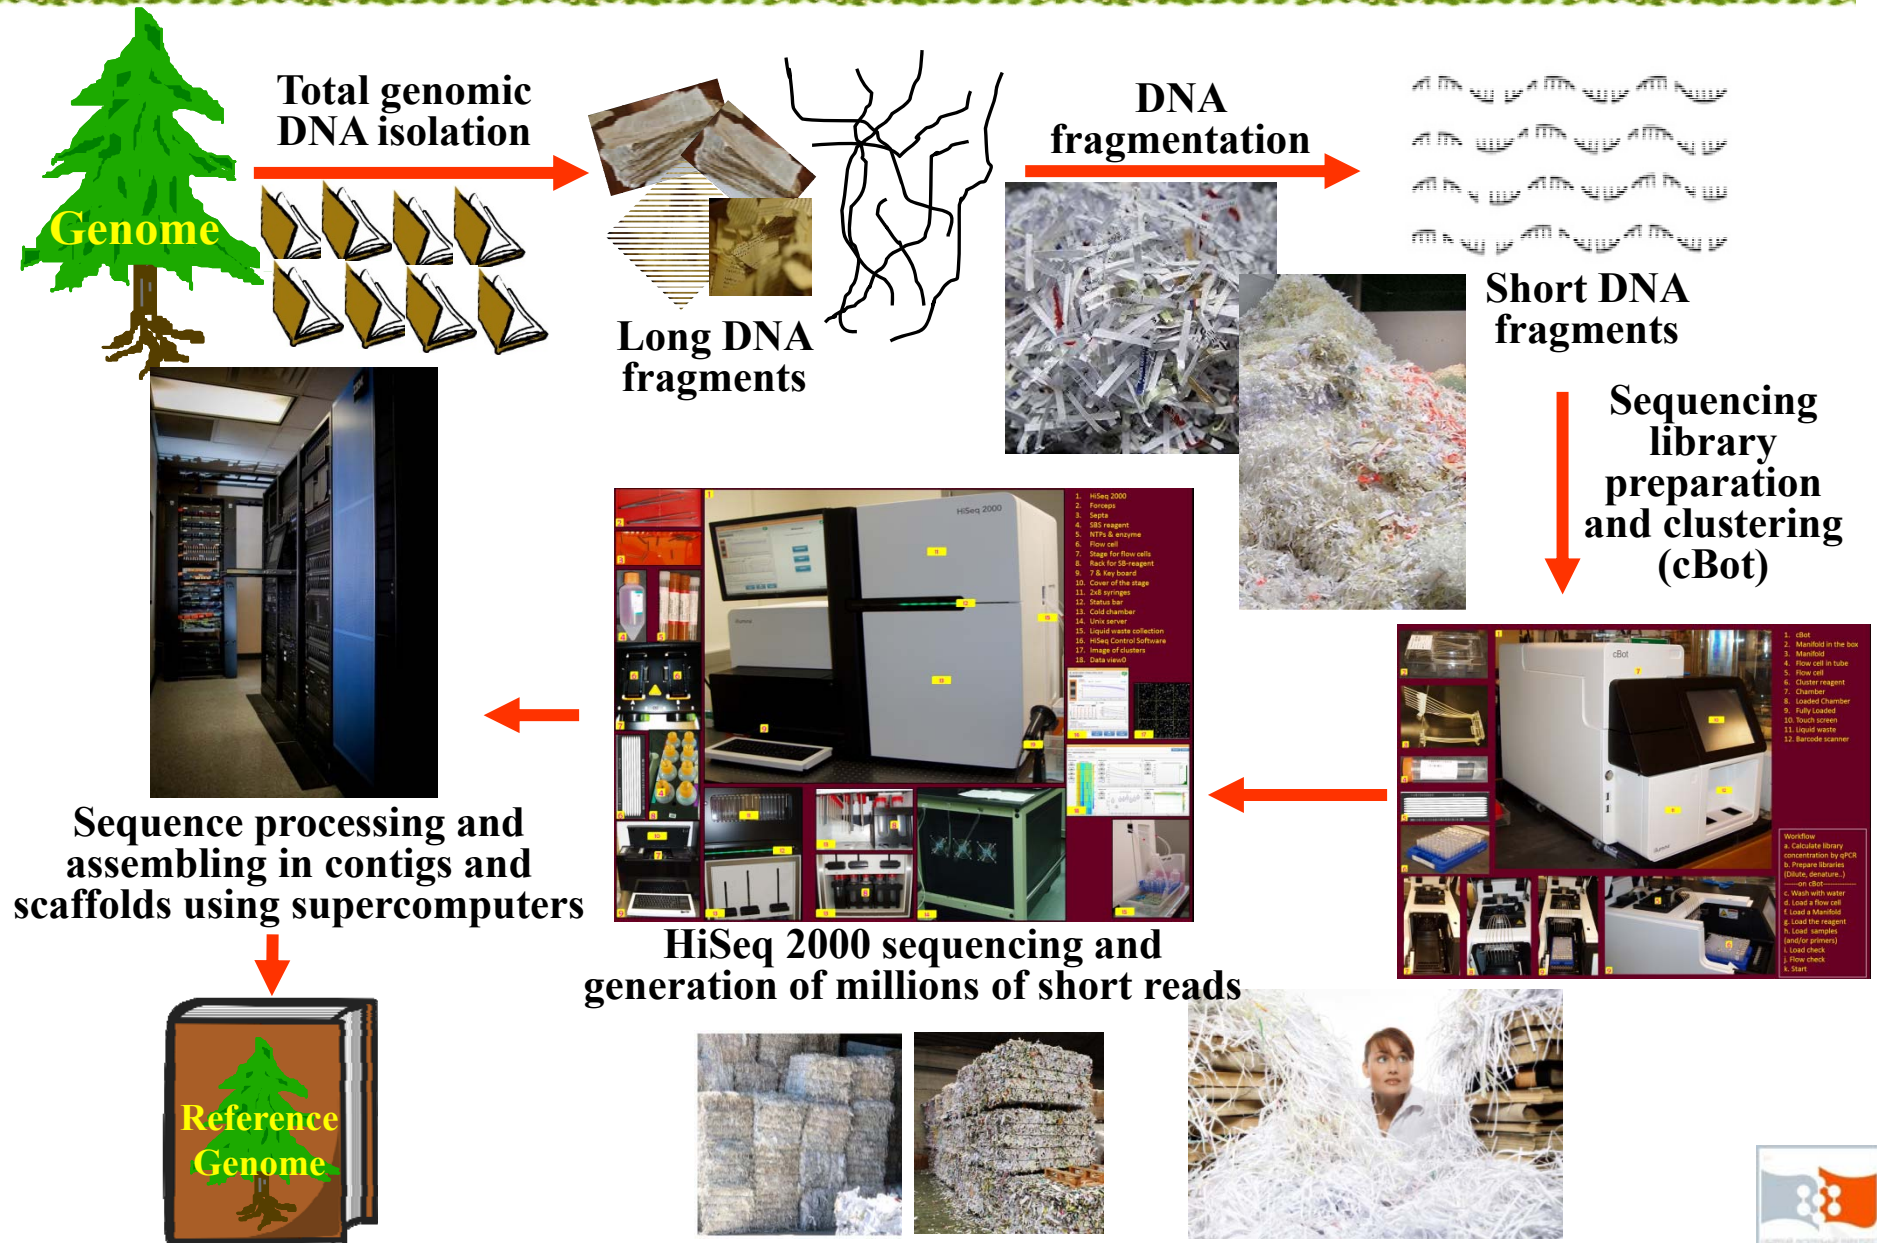 Total genomic
DNA isolation
DNA
fragmentation
Genome
Long DNA
fragments
Short DNA
fragments
Sequencing
library
preparation
and clustering
(cBot)
HiSeq 2000
1. HiSeq 2000
2. Forceps
3. Septa
4. SBS reagent
5. NTPs & enzyme
6. Flow cell
7. Stage for flow cells
8. Rack for SB-reagent
9. 7 & Key board
10. Cover of the stage
11. 2x8 syringes
12. Status bar
13. Cold chamber
14. Unix server
15. Liquid waste collection
16. HiSeq Control Software
17. Image of clusters
18. Data view0
cBot
1. cBot
2. Manifold in the box
3. Manifold
4. Flow cell in tube
5. Flow cell
6. Cluster reagent
7. Chamber
8. Loaded Chamber
9. Fully Loaded
10. Touch screen
11. Liquid waste
12. Barcode scanner
Workflow
a. Calculate library
concentration by qPCR
b. Prepare libraries
(Dilute, denature..)
-----on cBot-----------
c. Wash with water
d. Load a flow cell
f. Load a Manifold
g. Load the reagent
h. Load samples
(and/or primers)
i. Load check
j. Flow check
k. Start
Sequence processing and
assembling in contigs and
scaffolds using supercomputers
HiSeq 2000 sequencing and
generation of millions of short reads
Reference
Genome